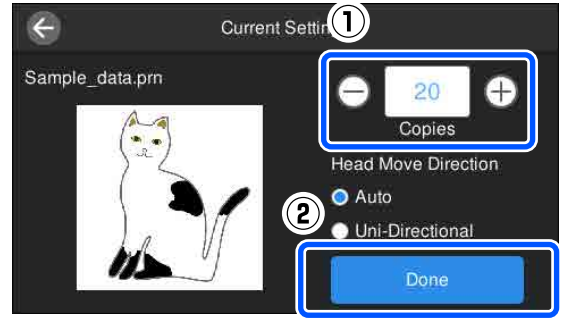 Current Settin
①
Sample_data.prn
20
Copies
Head Move Direction
Auto
②
Uni-Directional
Done